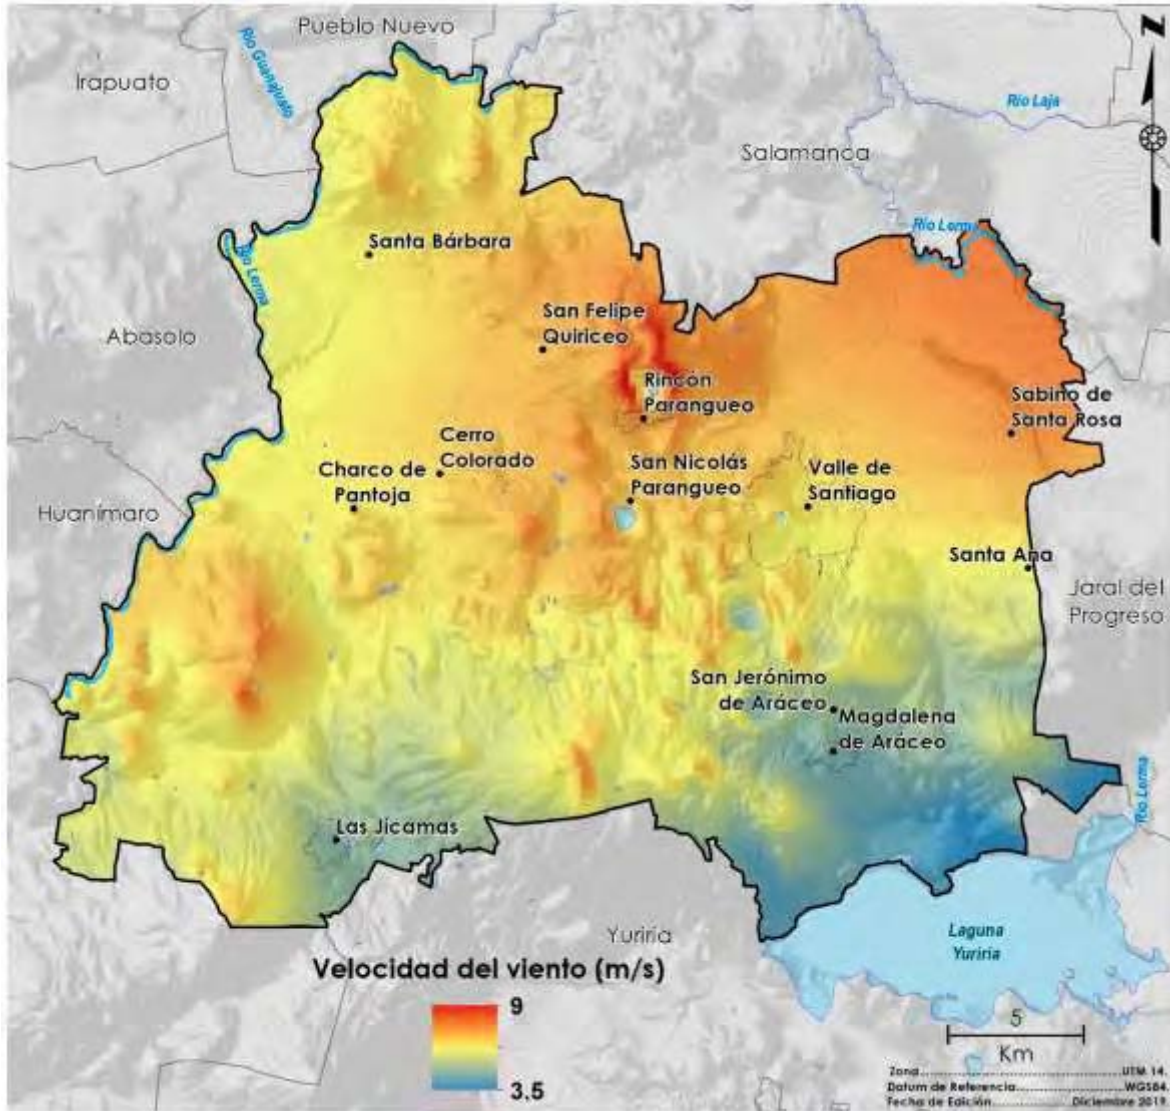 Pueblo Nuevo
Irapuato
Río Guanajuato
Z
Río Laja
Salamanca
Río Lerma
Santa Bárbara
Río Lerma
San Felipe
Quiriceo
Abasolo
Rincón
Parangueo
Sabino de
Santa Rosa
Cerro
Colorado
Charco de
Pantoja
San Nicolás
Parangueo
Valle de
Santiago
Huanímaro
Santa Ana
Jaral del
Progreso
San Jerónimo
de Aráceo
Magdalena
de Aráceo
Río Lerma
Las Jicamas
Yuriria
Laguna
Yuriria
Velocidad del viento (m/s)
9
3.5
5
Km
Zona UTM 14.
Datum de Referencia WGS84.
Fecha de Edición Diciembre 2019